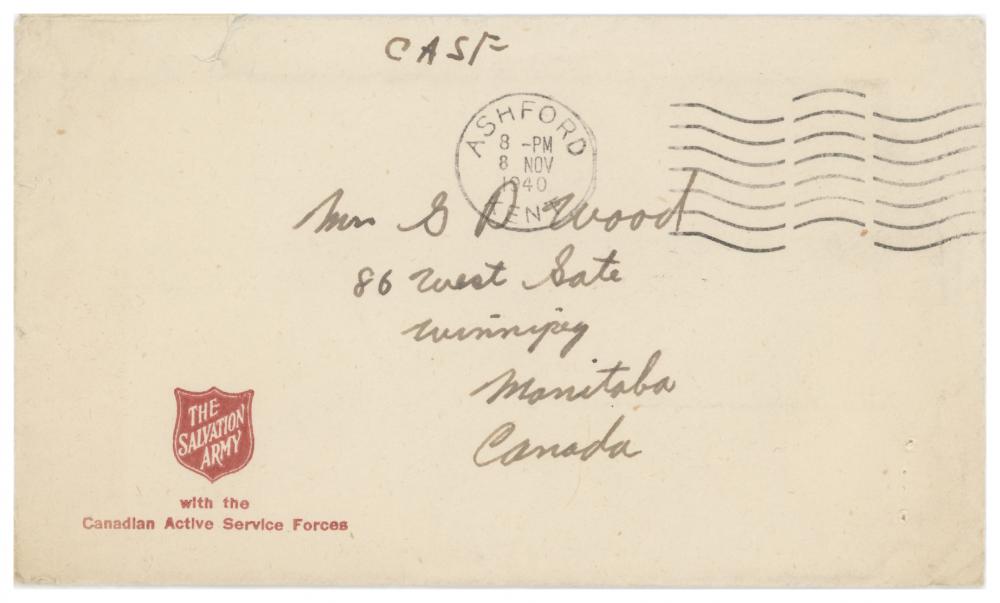 CASF
ASHFORD
8 -PM
8 NOV
1940
KENT
Mrs G D Wood
86 West Gate
Winnipeg
Manitoba
Canada
THE
SALVATION
ARMY
with the
Canadian Active Service Forces